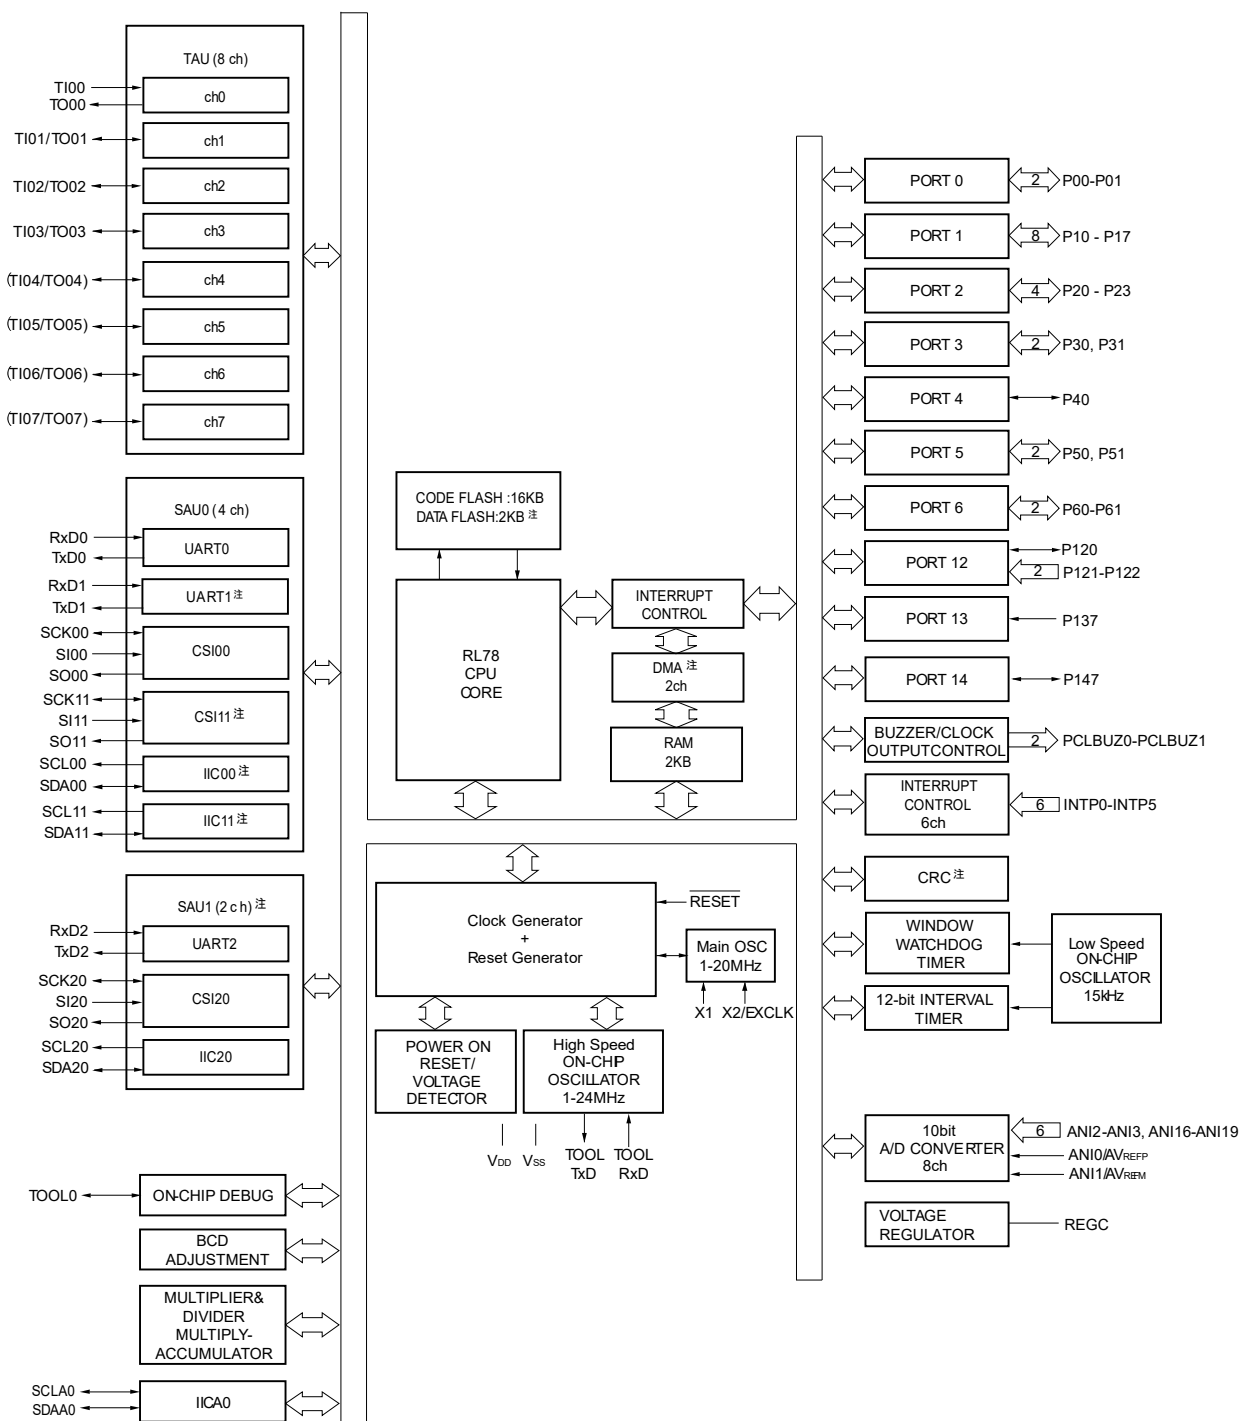 TAU (8 ch)
TI00
TO00
ch0
TI01/TO01
ch1
TI02/TO02
ch2
TI03/TO03
ch3
(TI04/TO04)
ch4
(TI05/TO05)
ch5
(TI06/TO06)
ch6
(TI07/TO07)
ch7
SAU0 (4 ch)
RxD0
TxD0
UART0
RxD1
TxD1
UART1 注
SCK00
SI00
SO00
CSI00
SCK11
SI11
SO11
CSI11 注
SCL00
SDA00
IIC00 注
SCL11
SDA11
IIC11 注
SAU1 (2 ch) 注
RxD2
TxD2
UART2
SCK20
SI20
SO20
CSI20
SCL20
SDA20
IIC20
TOOL0
ON-CHIP DEBUG
BCD
ADJUSTMENT
MULTIPLIER&
DIVIDER
MULTIPLY-
ACCUMULATOR
SCLA0
SDAA0
IICA0
CODE FLASH :16KB
DATA FLASH:2KB 注
RL78
CPU
CORE
INTERRUPT
CONTROL
DMA 注
2ch
RAM
2KB
Clock Generator
+
Reset Generator
RESET
Main OSC
1-20MHz
X1
X2/EXCLK
POWER ON
RESET/
VOLTAGE
DETECTOR
High Speed
ON-CHIP
OSCILLATOR
1-24MHz
VDD
VSS
TOOL
TxD
TOOL
RxD
PORT 0
2
P00-P01
PORT 1
8
P10 - P17
PORT 2
4
P20 - P23
PORT 3
2
P30, P31
PORT 4
P40
PORT 5
2
P50, P51
PORT 6
2
P60-P61
PORT 12
P120
2
P121-P122
PORT 13
P137
PORT 14
P147
BUZZER/CLOCK
OUTPUTCONTROL
2
PCLBUZ0-PCLBUZ1
INTERRUPT
CONTROL
6ch
6
INTP0-INTP5
CRC 注
WINDOW
WATCHDOG
TIMER
12-bit INTERVAL
TIMER
Low Speed
ON-CHIP
OSCILLATOR
15kHz
10bit
A/D CONVERTER
8ch
6
ANI2-ANI3, ANI16-ANI19
ANI0/AVREFP
ANI1/AVREFM
VOLTAGE
REGULATOR
REGC